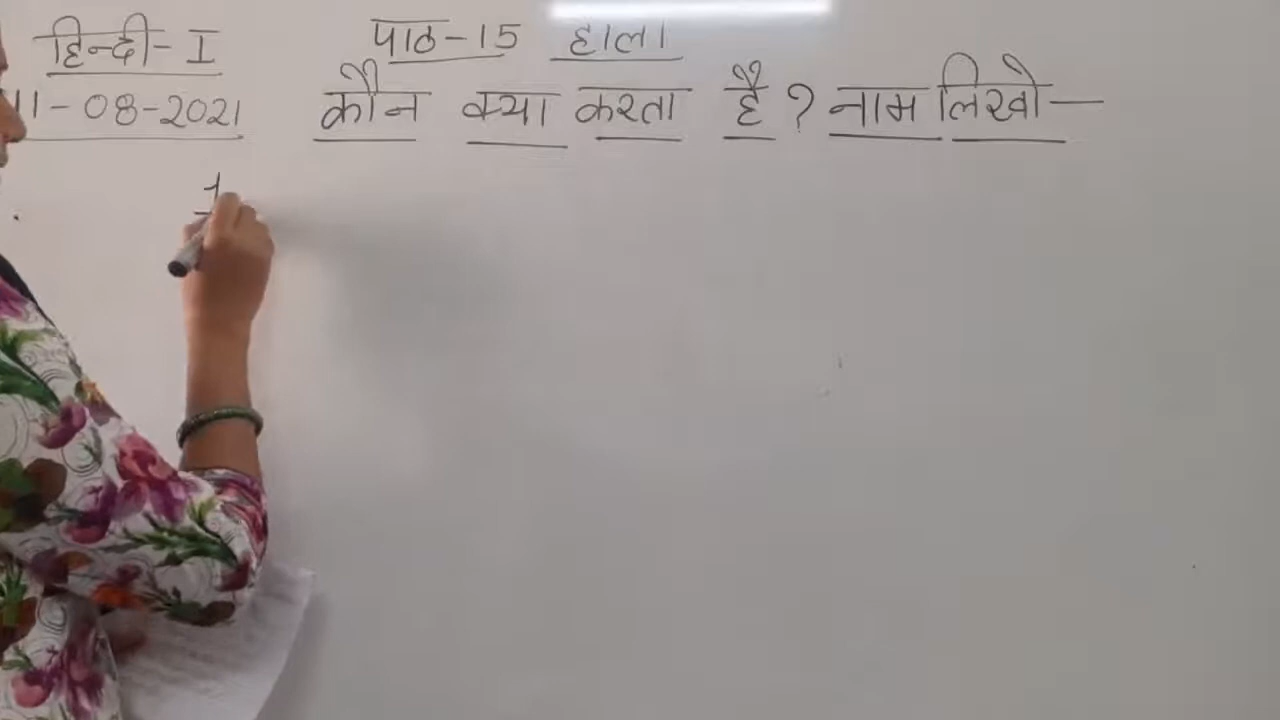 हिन्दी - I
पाठ - 15 हाला
11-08-2021
कौन क्या करता है ? नाम लिखो —
1